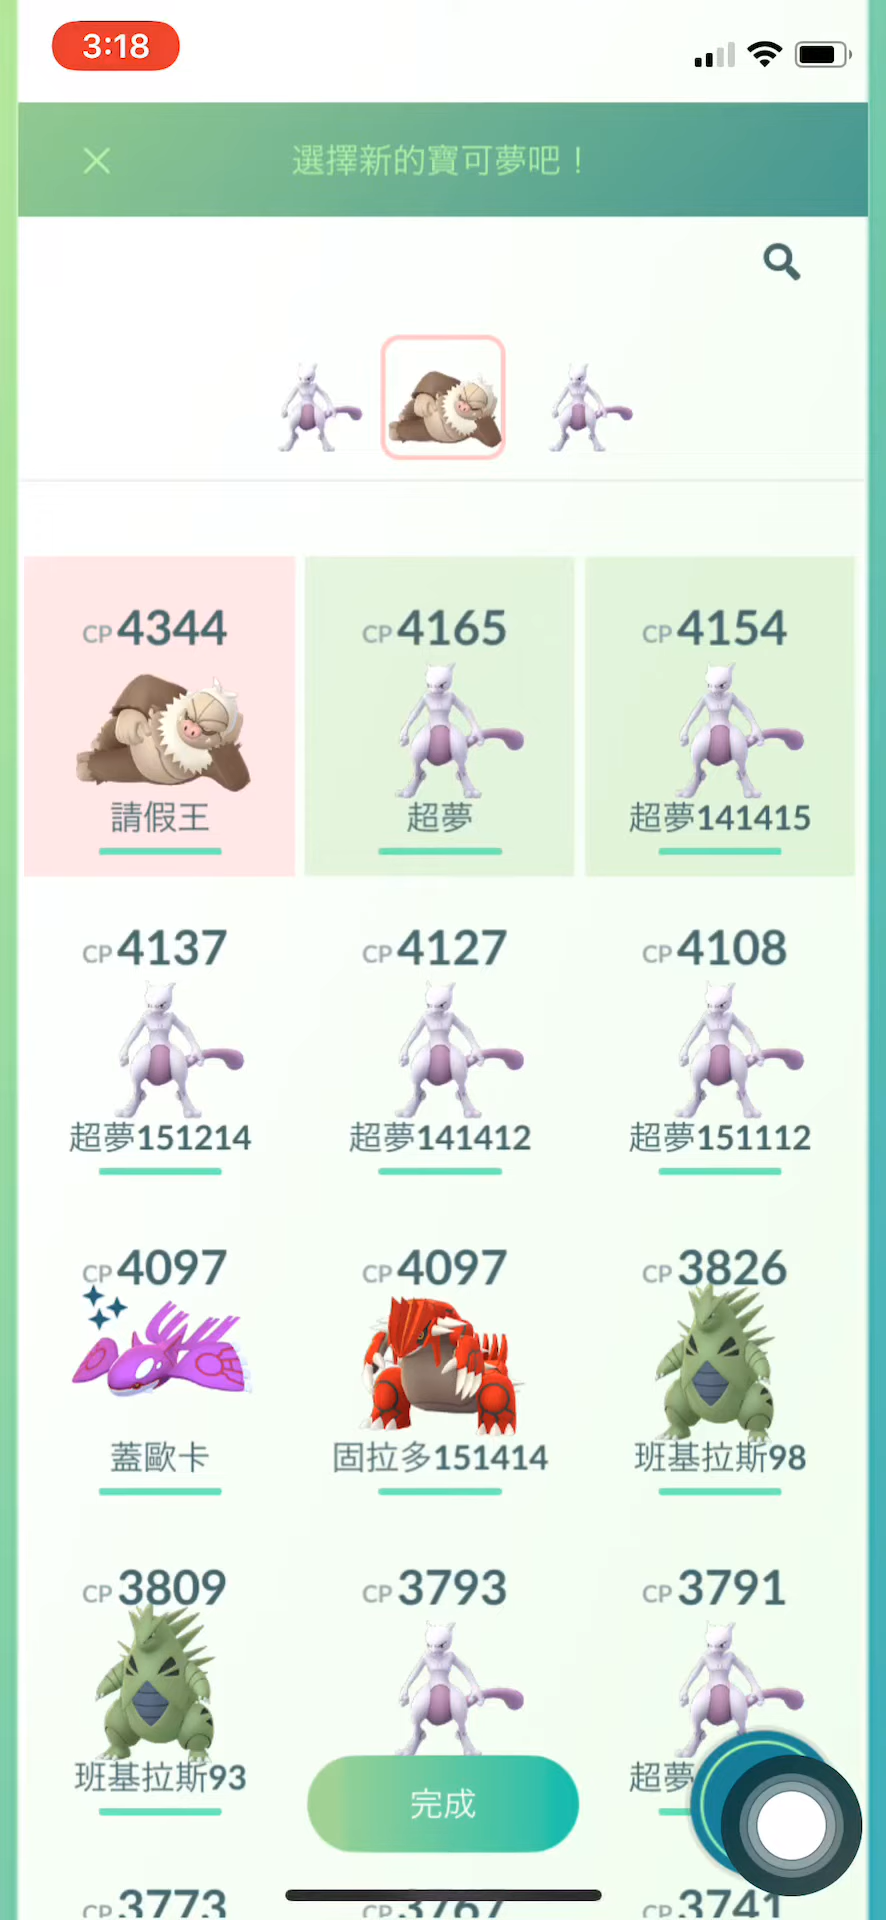 3:18
選擇新的寶可夢吧！
CP4344 CP4165 CP4154
請假王 超夢 超夢141415
CP4137 CP4127 CP4108
超夢151214 超夢141412 超夢151112
CP4097 CP4097 CP3826
蓋歐卡 固拉多151414 班基拉斯98
CP3809 CP3793 CP3791
班基拉斯93 超夢
完成
CP3773 CP3767 CP3741